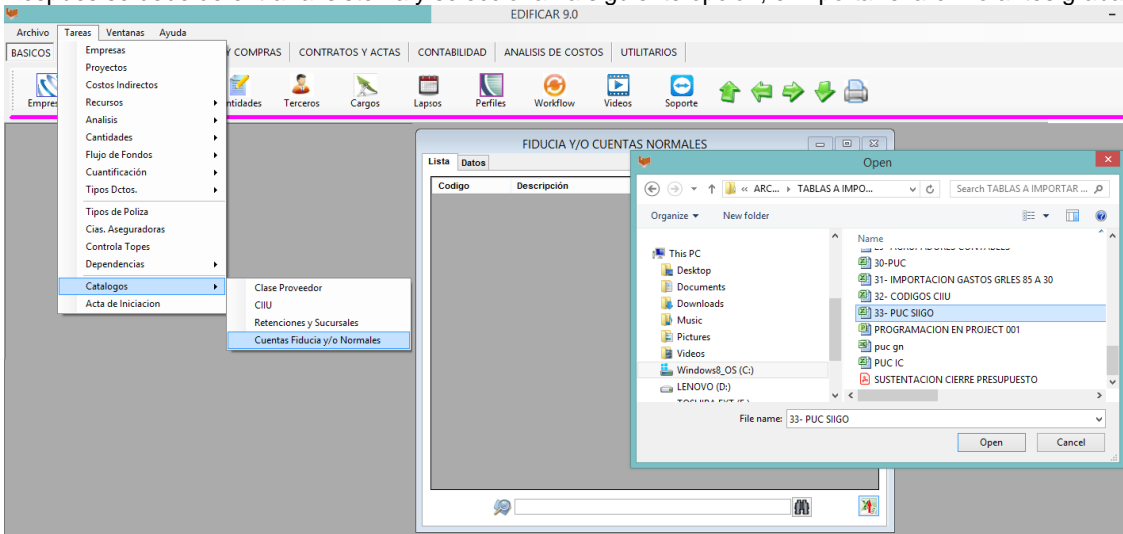 EDIFICAR 9.0
Archivo Tareas Ventanas Ayuda
BASICOS Y COMPRAS CONTRATOS Y ACTAS CONTABILIDAD ANALISIS DE COSTOS UTILITARIOS
Terceros Cargos Lapsos Perfiles Workflow Videos Soporte
Empresas
Proyectos
Costos Indirectos
Recursos
Analisis
Cantidades
Flujo de Fondos
Cuantificación
Tipos Dctos.
Tipos de Poliza
Cias. Aseguradoras
Controla Topes
Dependencias
Catalogos
Acta de Iniciacion
Clase Proveedor
CIIU
Retenciones y Sucursales
Cuentas Fiducia y/o Normales
FIDUCIA Y/O CUENTAS NORMALES
Lista Datos
Codigo Descripción
Open
« ARC... TABLAS A IMPO... Search TABLAS A IMPORTAR ...
Organize New folder
This PC
Desktop
Documents
Downloads
Music
Pictures
Videos
Windows8_OS (C:)
LENOVO (D:)
Name
30-PUC
31- IMPORTACION GASTOS GRLES 85 A 30
32- CODIGOS CIIU
33- PUC SIIGO
PROGRAMACION EN PROJECT 001
puc gn
PUC IC
SUSTENTACION CIERRE PRESUPUESTO
File name: 33- PUC SIIGO
Open Cancel